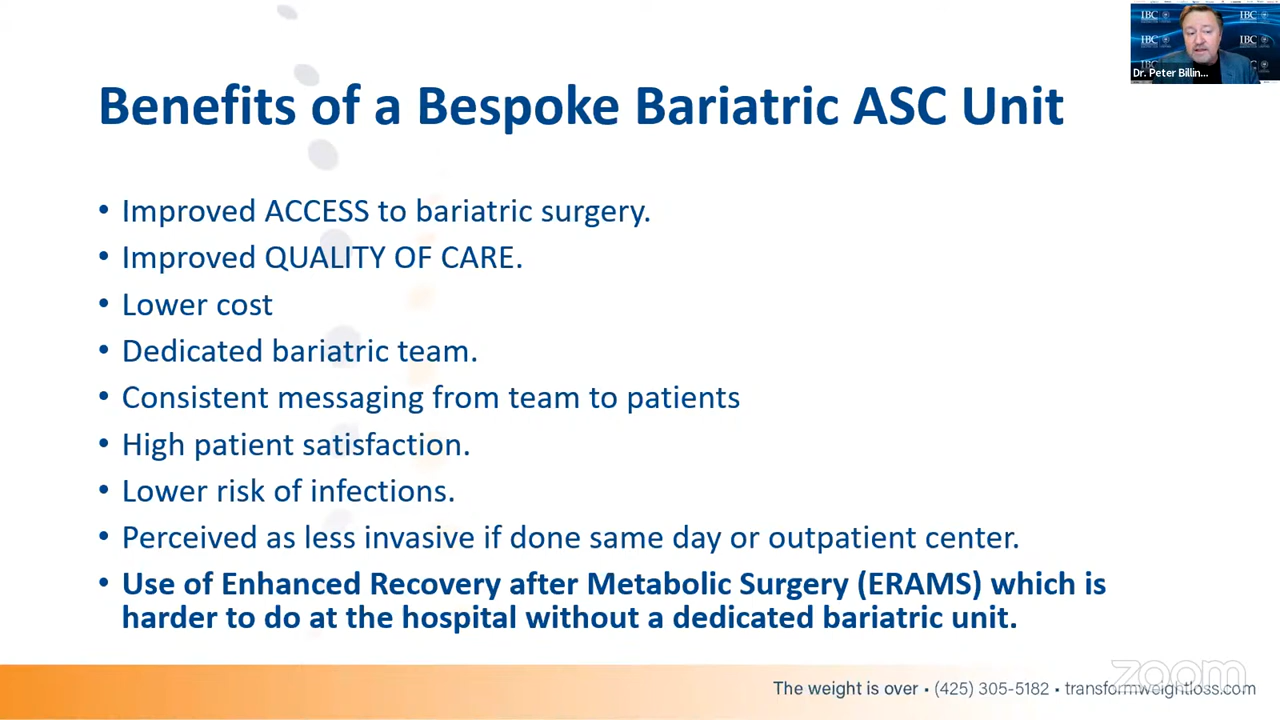 IBC
IBC
IBC
IBC
Dr. Peter Billin...
Benefits of a Bespoke Bariatric ASC Unit
• Improved ACCESS to bariatric surgery.
• Improved QUALITY OF CARE.
• Lower cost
• Dedicated bariatric team.
• Consistent messaging from team to patients
• High patient satisfaction.
• Lower risk of infections.
• Perceived as less invasive if done same day or outpatient center.
• Use of Enhanced Recovery after Metabolic Surgery (ERAMS) which is
harder to do at the hospital without a dedicated bariatric unit.
zoom
The weight is over • (425) 305-5182 • transformweightloss.com